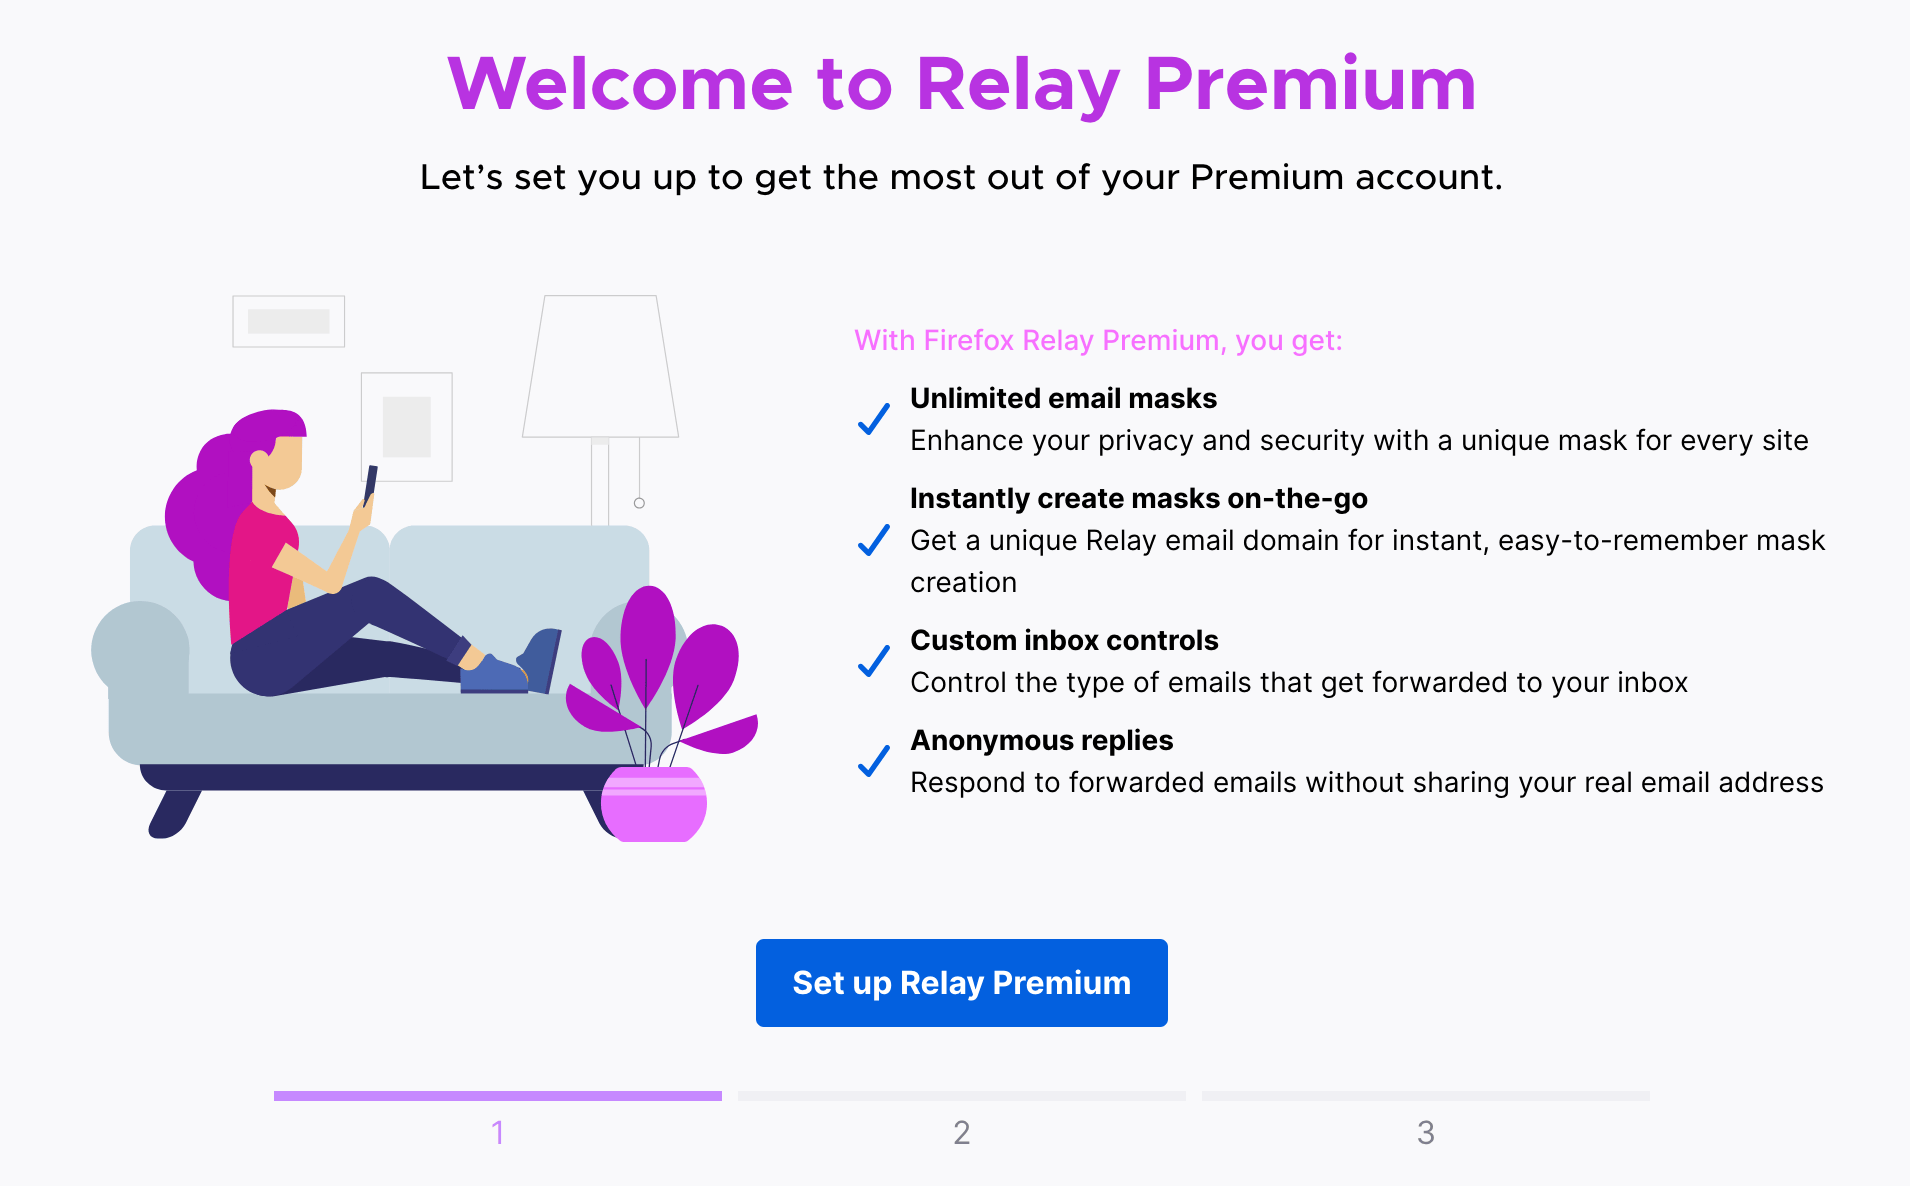 Welcome to Relay Premium
Let’s set you up to get the most out of your Premium account.
With Firefox Relay Premium, you get:
Unlimited email masks
Enhance your privacy and security with a unique mask for every site
Instantly create masks on-the-go
Get a unique Relay email domain for instant, easy-to-remember mask
creation
Custom inbox controls
Control the type of emails that get forwarded to your inbox
Anonymous replies
Respond to forwarded emails without sharing your real email address
Set up Relay Premium
1
2
3